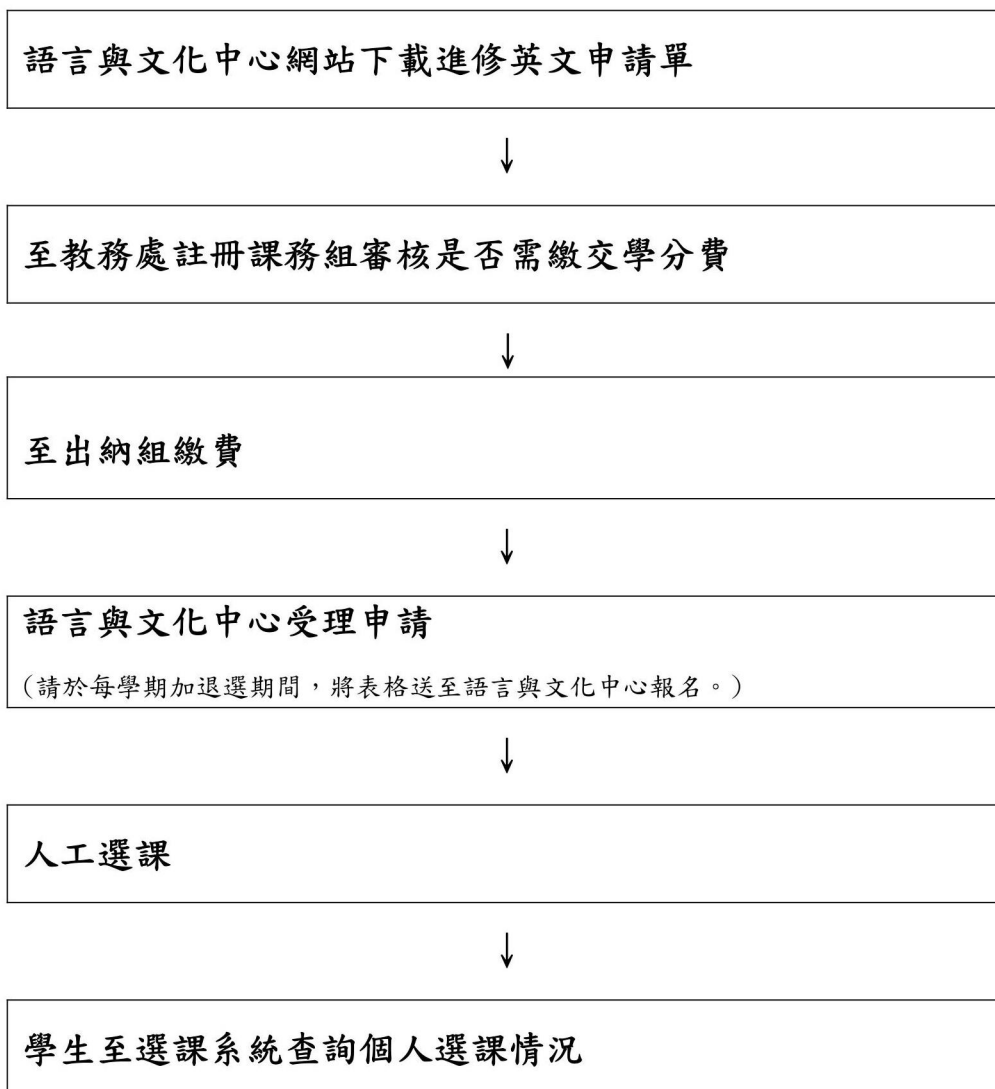 語言與文化中心網站下載進修英文申請單
↓
至教務處註冊課務組審核是否需繳交學分費
↓
至出納組繳費
↓
語言與文化中心受理申請
（請於每學期加退選期間，將表格送至語言與文化中心報名。）
↓
人工選課
↓
學生至選課系統查詢個人選課情況